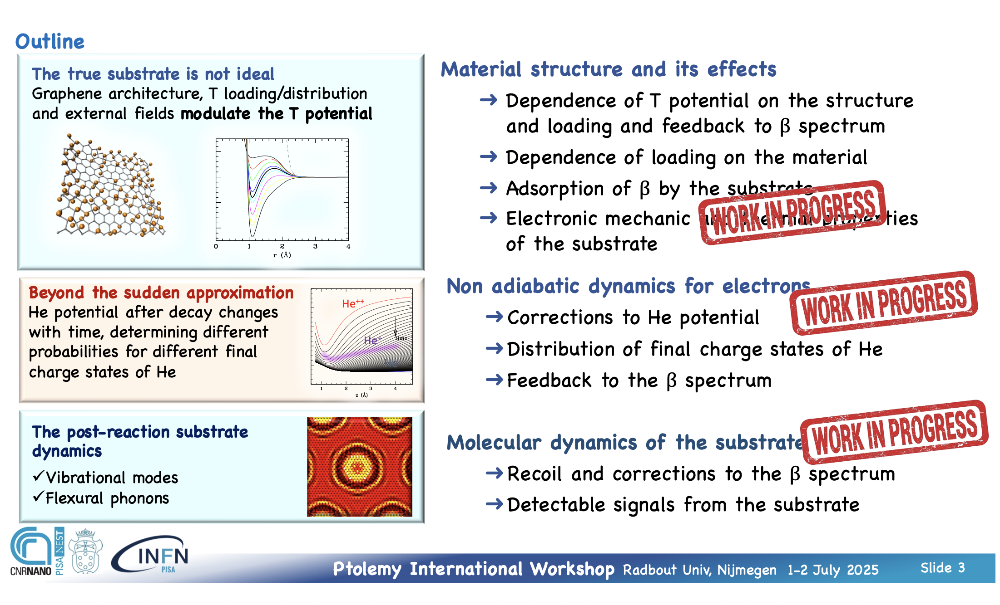 Outline
The true substrate is not ideal
Graphene architecture, T loading/distribution
and external fields modulate the T potential
0 1 2 3 4
r (Å)
Beyond the sudden approximation
He potential after decay changes
with time, determining different
probabilities for different final
charge states of He
He++
He+
He
time
1 2 3 4
z (Å)
The post-reaction substrate
dynamics
✓Vibrational modes
✓Flexural phonons
Material structure and its effects
→ Dependence of T potential on the structure
and loading and feedback to β spectrum
→ Dependence of loading on the material
→ Adsorption of β by the substrate
→ Electronic mechanic and thermal properties
of the substrate
WORK IN PROGRESS
Non adiabatic dynamics for electrons
WORK IN PROGRESS
→ Corrections to He potential
→ Distribution of final charge states of He
→ Feedback to the β spectrum
Molecular dynamics of the substrate
WORK IN PROGRESS
→ Recoil and corrections to the β spectrum
→ Detectable signals from the substrate
CNRNANO
PISA NEST
INFN
PISA
Ptolemy International Workshop Radbout Univ, Nijmegen 1-2 July 2025
Slide 3